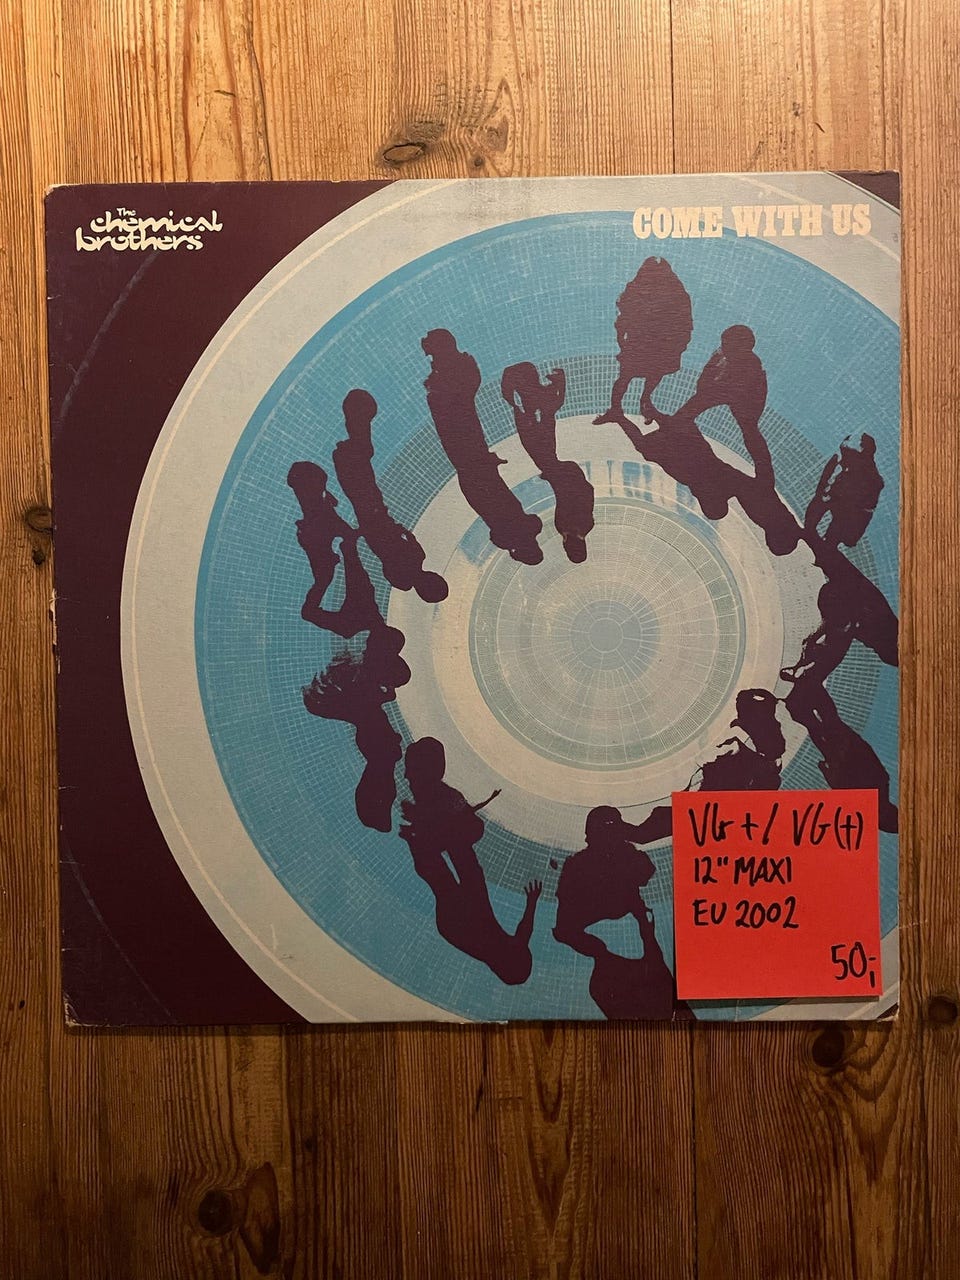 The
chemical
brothers
COME WITH US
VG+/ VG(+)
12" MAXI
EU 2002
50,-